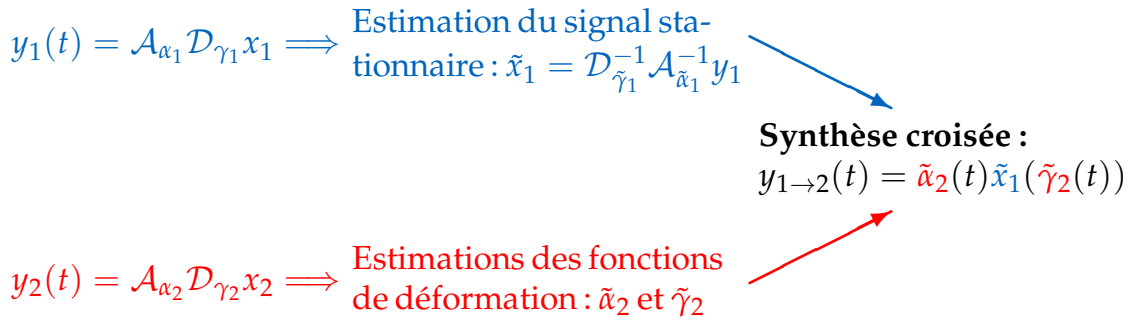 y₁(t) = 𝒜_{α₁}𝒟_{γ₁}x₁ ⟹ Estimation du signal sta-
tionnaire : x̃₁ = 𝒟_{γ̃₁}^{−1}𝒜_{α̃₁}^{−1}y₁
Synthèse croisée :
y_{1→2}(t) = α̃₂(t)x̃₁(γ̃₂(t))
y₂(t) = 𝒜_{α₂}𝒟_{γ₂}x₂ ⟹ Estimations des fonctions
de déformation : α̃₂ et γ̃₂